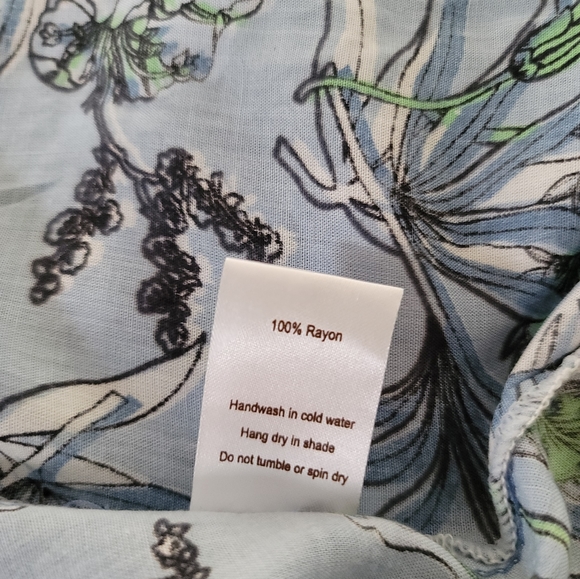 100% Rayon
Handwash in cold water
Hang dry in shade
Do not tumble or spin dry